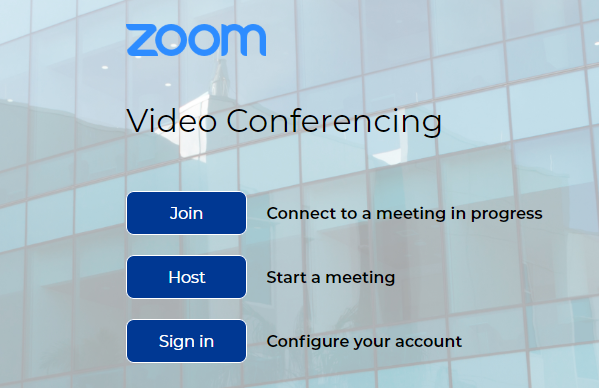 zoom
Video Conferencing
Join Connect to a meeting in progress
Host Start a meeting
Sign in Configure your account